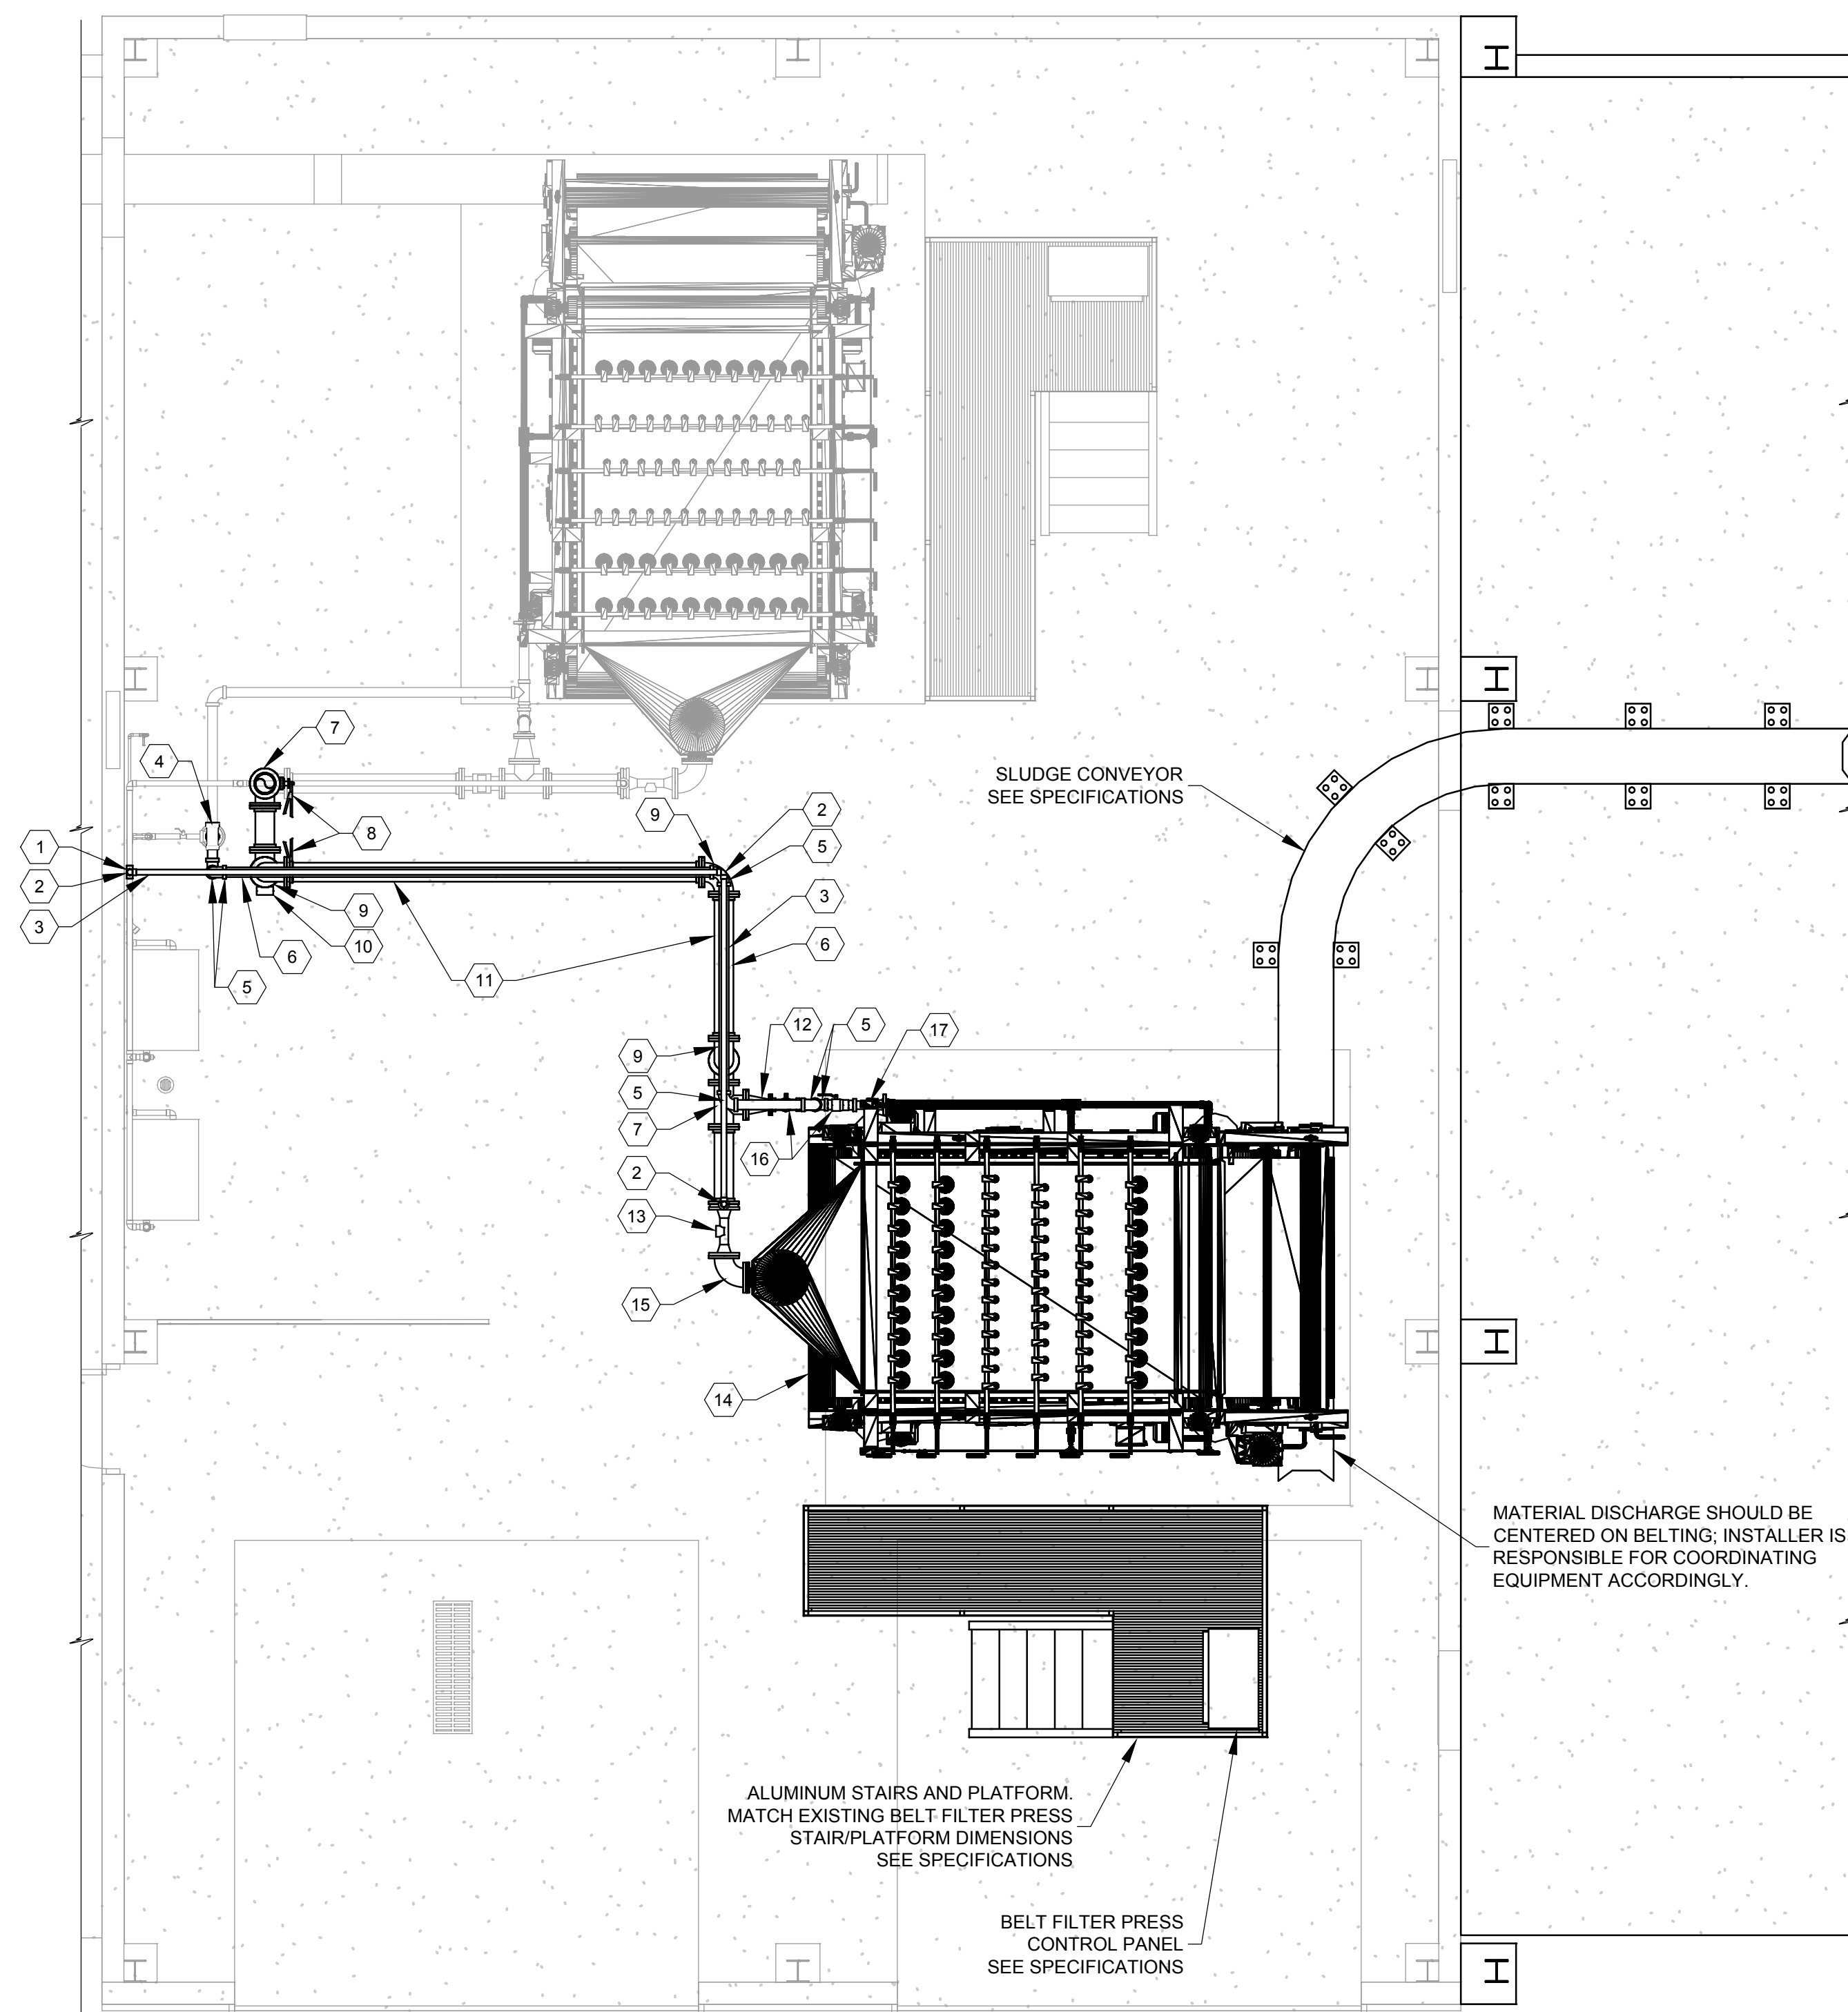 7
4
SLUDGE CONVEYOR
SEE SPECIFICATIONS
9
2
8
1
5
2
3
9
3
10
6
6
11
5
12
5
17
9
5
7
16
2
13
15
14
MATERIAL DISCHARGE SHOULD BE
CENTERED ON BELTING; INSTALLER IS
RESPONSIBLE FOR COORDINATING
EQUIPMENT ACCORDINGLY.
ALUMINUM STAIRS AND PLATFORM.
MATCH EXISTING BELT FILTER PRESS
STAIR/PLATFORM DIMENSIONS
SEE SPECIFICATIONS
BELT FILTER PRESS
CONTROL PANEL
SEE SPECIFICATIONS